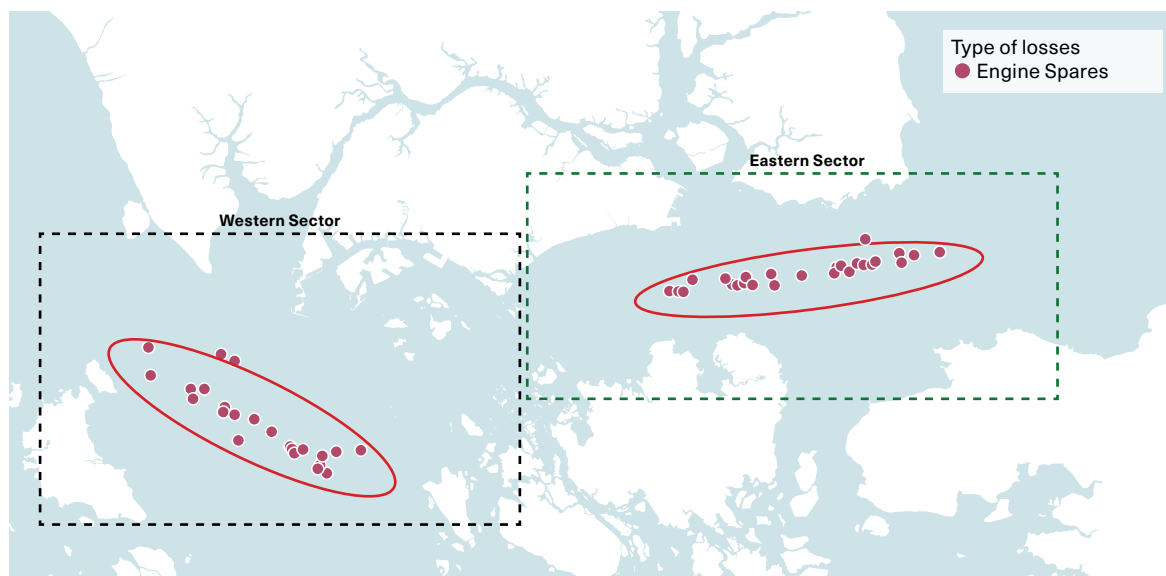 Type of losses
Engine Spares
Eastern Sector
Western Sector